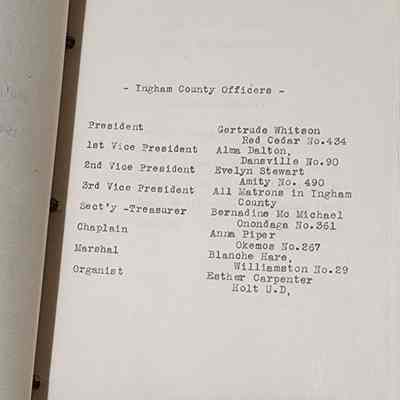 - Ingham County Officers -
President Gertrude Whitson
Red Cedar No.434
1st Vice President Alma Dalton,
Dansville No.90
2nd Vice President Evelyn Stewart
Amity No. 490
3rd Vice President All Matrons in Ingham
County
Sect'y -Treasurer Bernadine Mc Michael
Onondaga No.361
Chaplain Anna Piper
Okemos No.267
Marshal Blanche Hare,
Williamston No.29
Organist Esther Carpenter
Holt U.D,